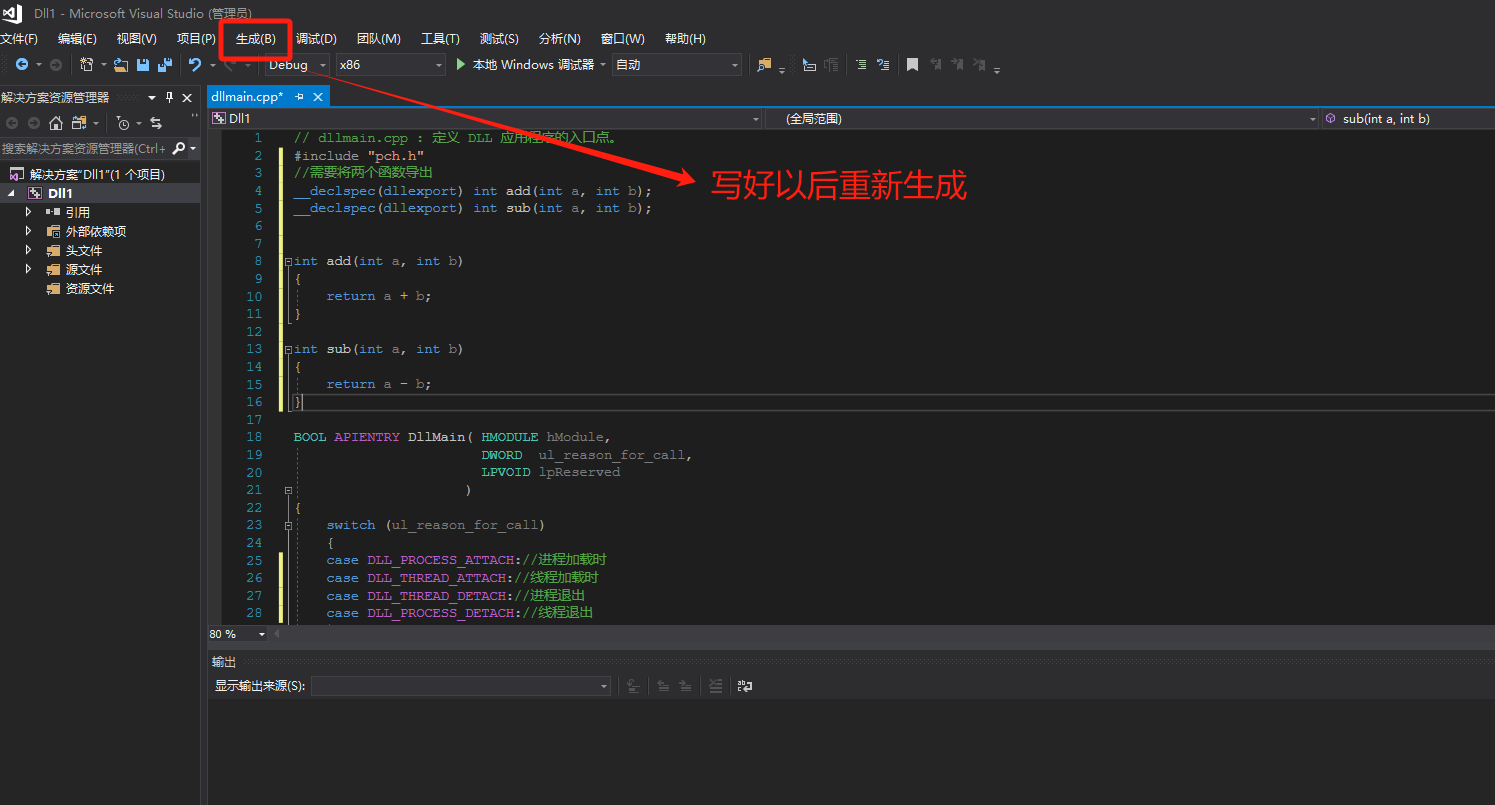 Dll1 - Microsoft Visual Studio (管理员)
文件(F) 编辑(E) 视图(V) 项目(P) 生成(B) 调试(D) 团队(M) 工具(T) 测试(S) 分析(N) 窗口(W) 帮助(H)
Debug x86 本地 Windows 调试器 自动
解决方案资源管理器
搜索解决方案资源管理器(Ctrl+
解决方案"Dll1"(1 个项目)
Dll1
引用
外部依赖项
头文件
源文件
资源文件
dllmain.cpp*
Dll1 (全局范围) sub(int a, int b)
1 // dllmain.cpp : 定义 DLL 应用程序的入口点。
2 #include "pch.h"
3 //需要将两个函数导出
4 __declspec(dllexport) int add(int a, int b);
5 __declspec(dllexport) int sub(int a, int b);
6
7
8 int add(int a, int b)
9 {
10 return a + b;
11 }
12
13 int sub(int a, int b)
14 {
15 return a - b;
16 }
17
18 BOOL APIENTRY DllMain( HMODULE hModule,
19 DWORD ul_reason_for_call,
20 LPVOID lpReserved
21 )
22 {
23 switch (ul_reason_for_call)
24 {
25 case DLL_PROCESS_ATTACH://进程加载时
26 case DLL_THREAD_ATTACH://线程加载时
27 case DLL_THREAD_DETACH://进程退出
28 case DLL_PROCESS_DETACH://线程退出
写好以后重新生成
80 %
输出
显示输出来源(S):